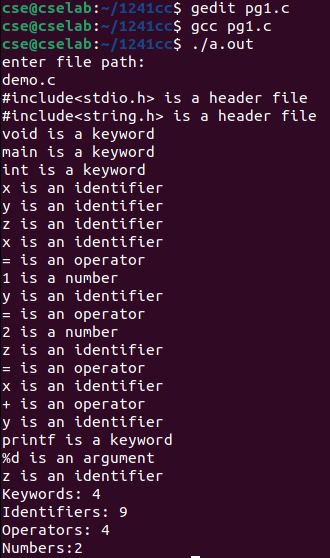 cse@cselab:~/1241cc$ gedit pg1.c
cse@cselab:~/1241cc$ gcc pg1.c
cse@cselab:~/1241cc$ ./a.out
enter file path:
demo.c
#include<stdio.h> is a header file
#include<string.h> is a header file
void is a keyword
main is a keyword
int is a keyword
x is an identifier
y is an identifier
z is an identifier
x is an identifier
= is an operator
1 is a number
y is an identifier
= is an operator
2 is a number
z is an identifier
= is an operator
x is an identifier
+ is an operator
y is an identifier
printf is a keyword
%d is an argument
z is an identifier
Keywords: 4
Identifiers: 9
Operators: 4
Numbers:2